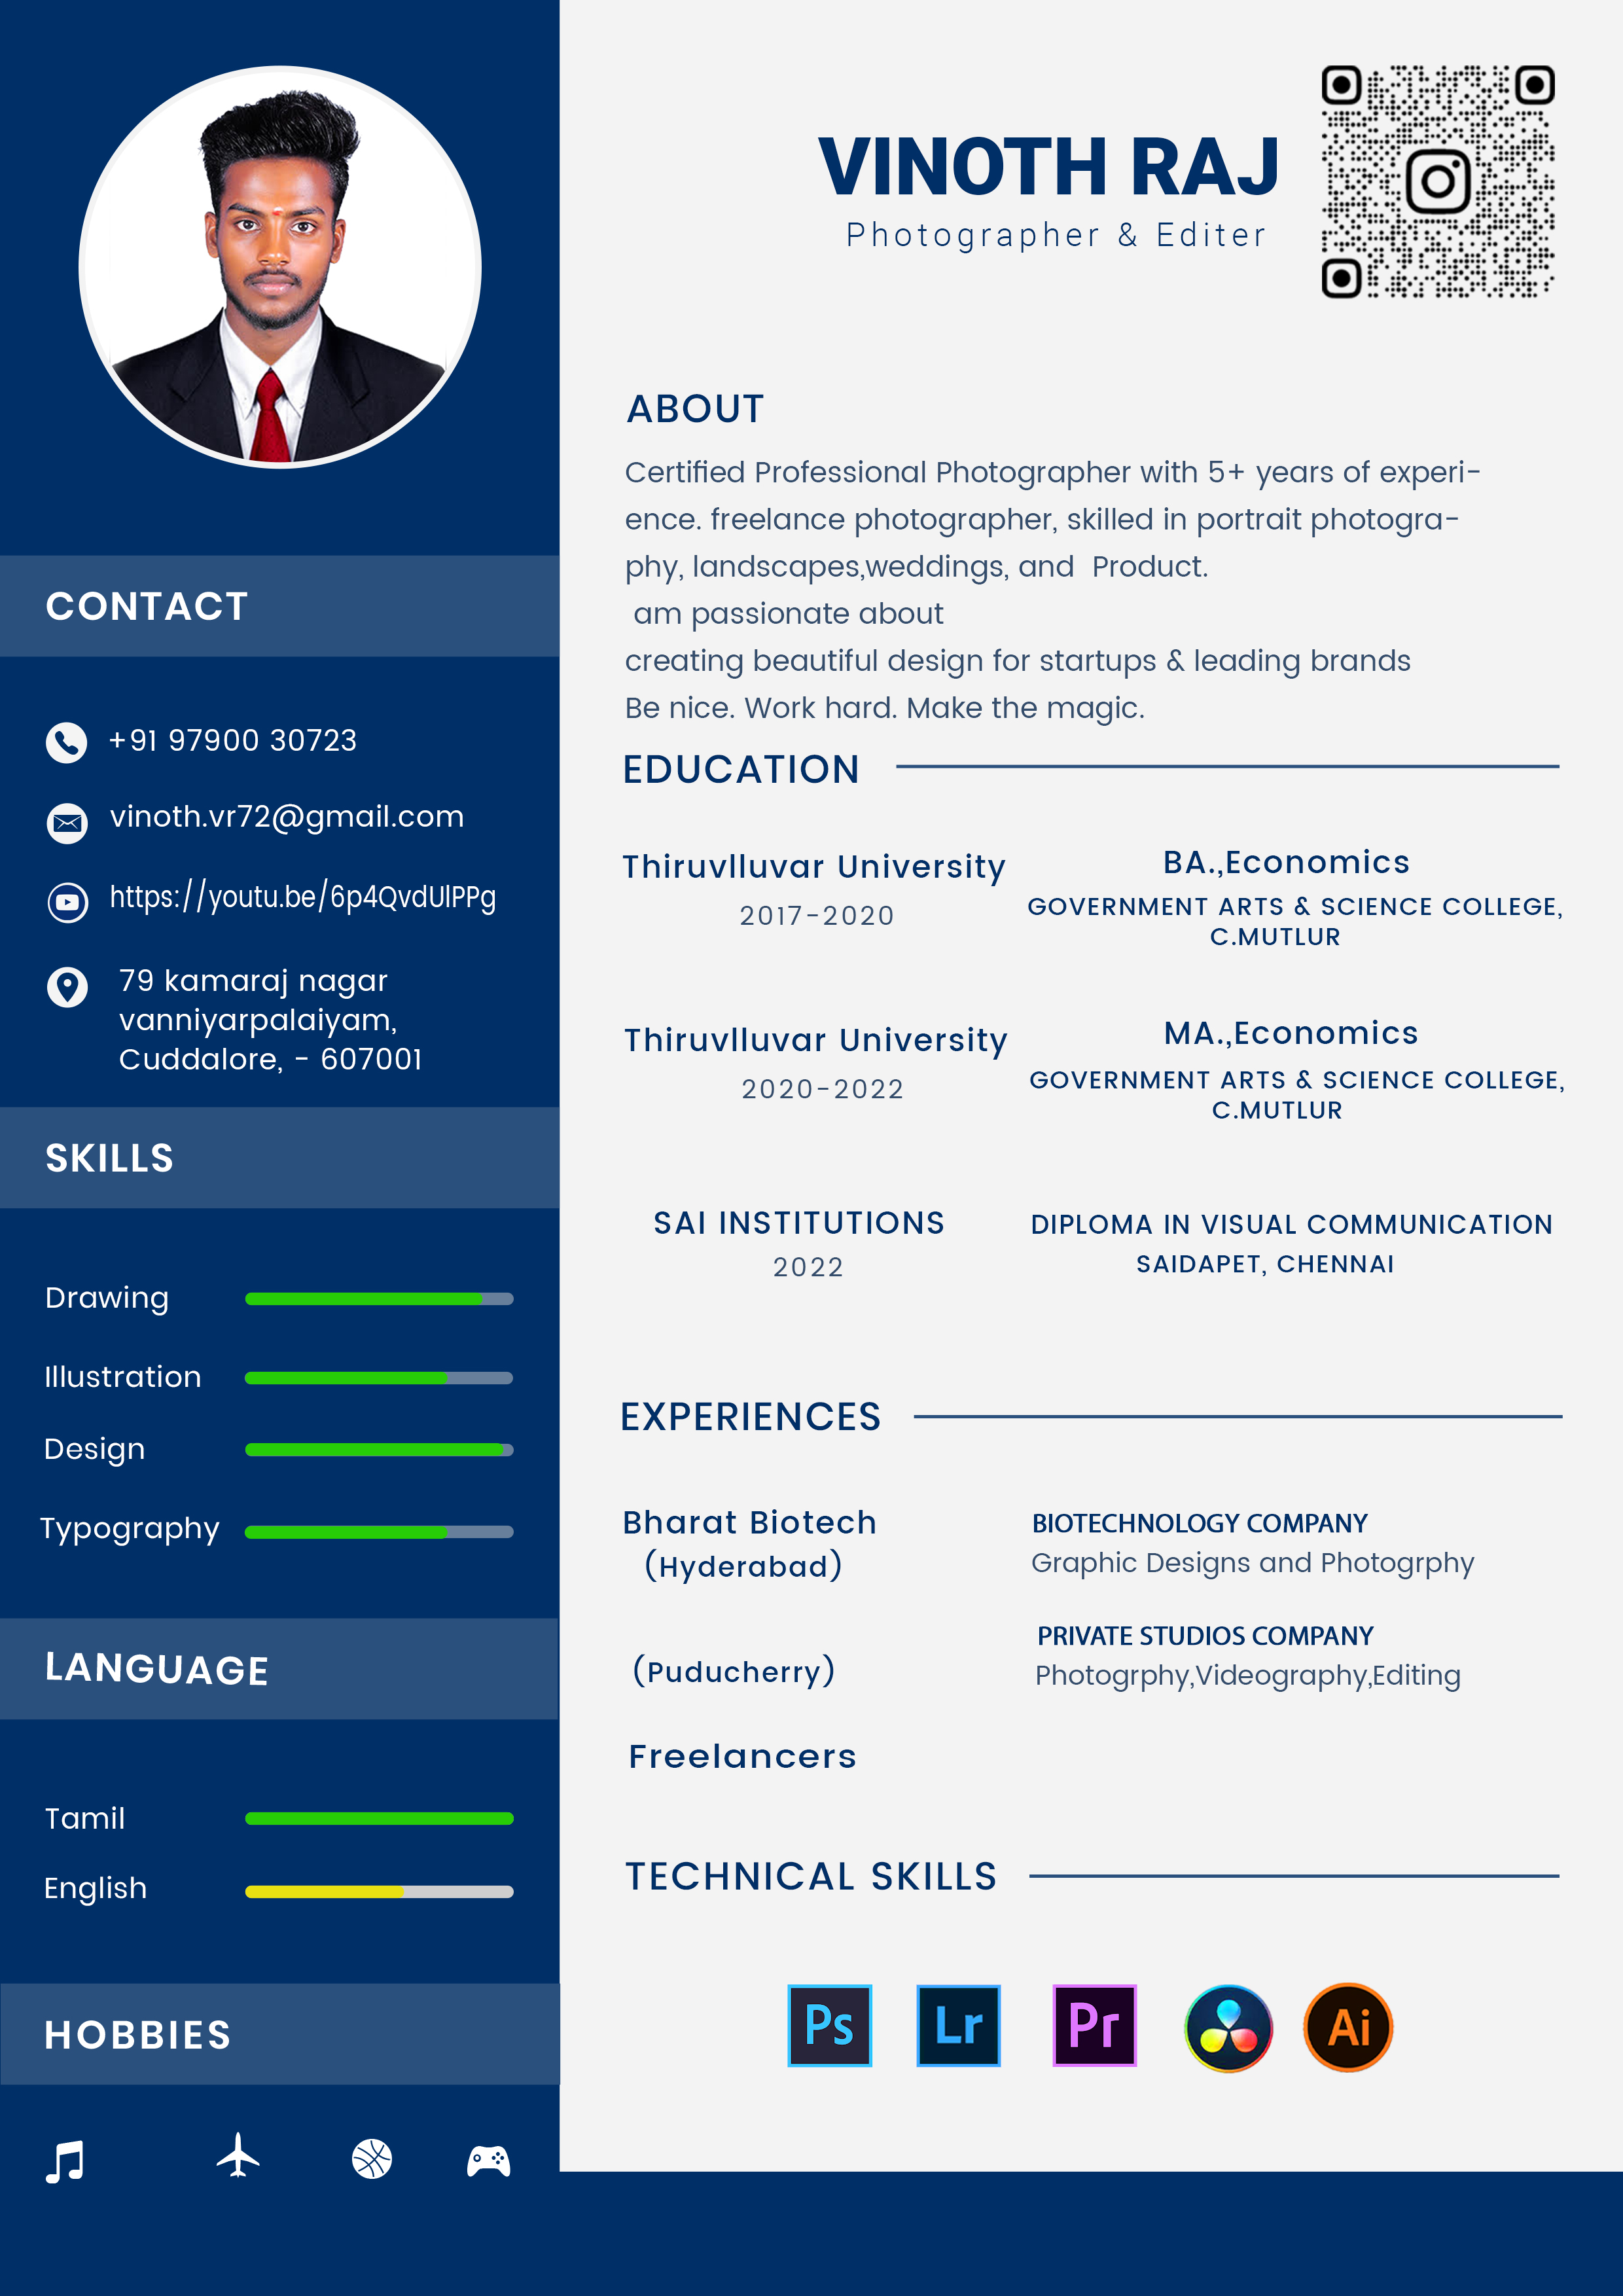 VINOTH RAJ
Photographer & Editer
CONTACT
+91 97900 30723
vinoth.vr72@gmail.com
https://youtu.be/6p4QvdUlPPg
79 kamaraj nagar
vanniyarpalaiyam,
Cuddalore, - 607001
SKILLS
Drawing
Illustration
Design
Typography
LANGUAGE
Tamil
English
HOBBIES
ABOUT
Certified Professional Photographer with 5+ years of experi-
ence. freelance photographer, skilled in portrait photogra-
phy, landscapes,weddings, and  Product.
am passionate about
creating beautiful design for startups & leading brands
Be nice. Work hard. Make the magic.
EDUCATION
Thiruvlluvar University
2017-2020
BA.,Economics
GOVERNMENT ARTS & SCIENCE COLLEGE,
C.MUTLUR
Thiruvlluvar University
2020-2022
MA.,Economics
GOVERNMENT ARTS & SCIENCE COLLEGE,
C.MUTLUR
SAI INSTITUTIONS
2022
DIPLOMA IN VISUAL COMMUNICATION
SAIDAPET, CHENNAI
EXPERIENCES
Bharat Biotech
(Hyderabad)
BIOTECHNOLOGY COMPANY
Graphic Designs and Photogrphy
(Puducherry)
PRIVATE STUDIOS COMPANY
Photogrphy,Videography,Editing
Freelancers
TECHNICAL SKILLS
Ps Lr Pr Ai